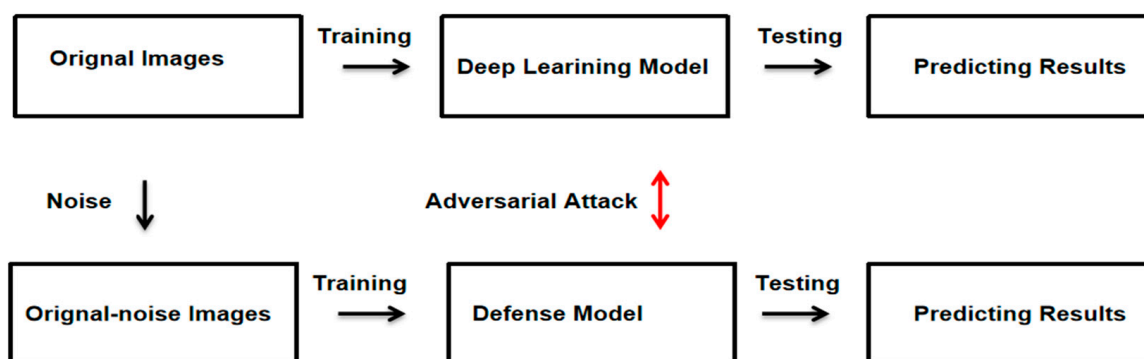 Training
Testing
Orignal Images
Deep Learining Model
Predicting Results
Noise
Adversarial Attack
Training
Testing
Orignal-noise Images
Defense Model
Predicting Results